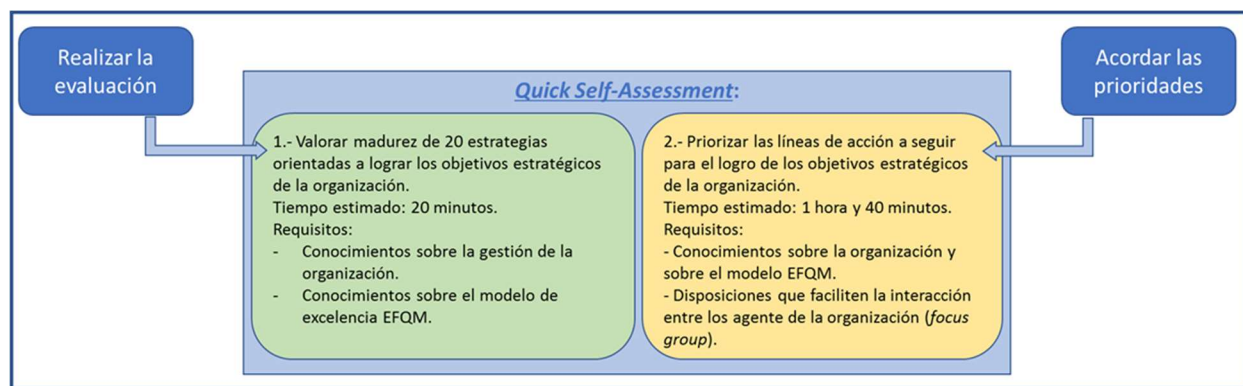 Realizar la
evaluación
Acordar las
prioridades
Quick Self-Assessment:
1.- Valorar madurez de 20 estrategias
orientadas a lograr los objetivos estratégicos
de la organización.
Tiempo estimado: 20 minutos.
Requisitos:
- Conocimientos sobre la gestión de la
organización.
- Conocimientos sobre el modelo de
excelencia EFQM.
2.- Priorizar las líneas de acción a seguir
para el logro de los objetivos estratégicos
de la organización.
Tiempo estimado: 1 hora y 40 minutos.
Requisitos:
- Conocimientos sobre la organización y
sobre el modelo EFQM.
- Disposiciones que faciliten la interacción
entre los agente de la organización (focus
group).